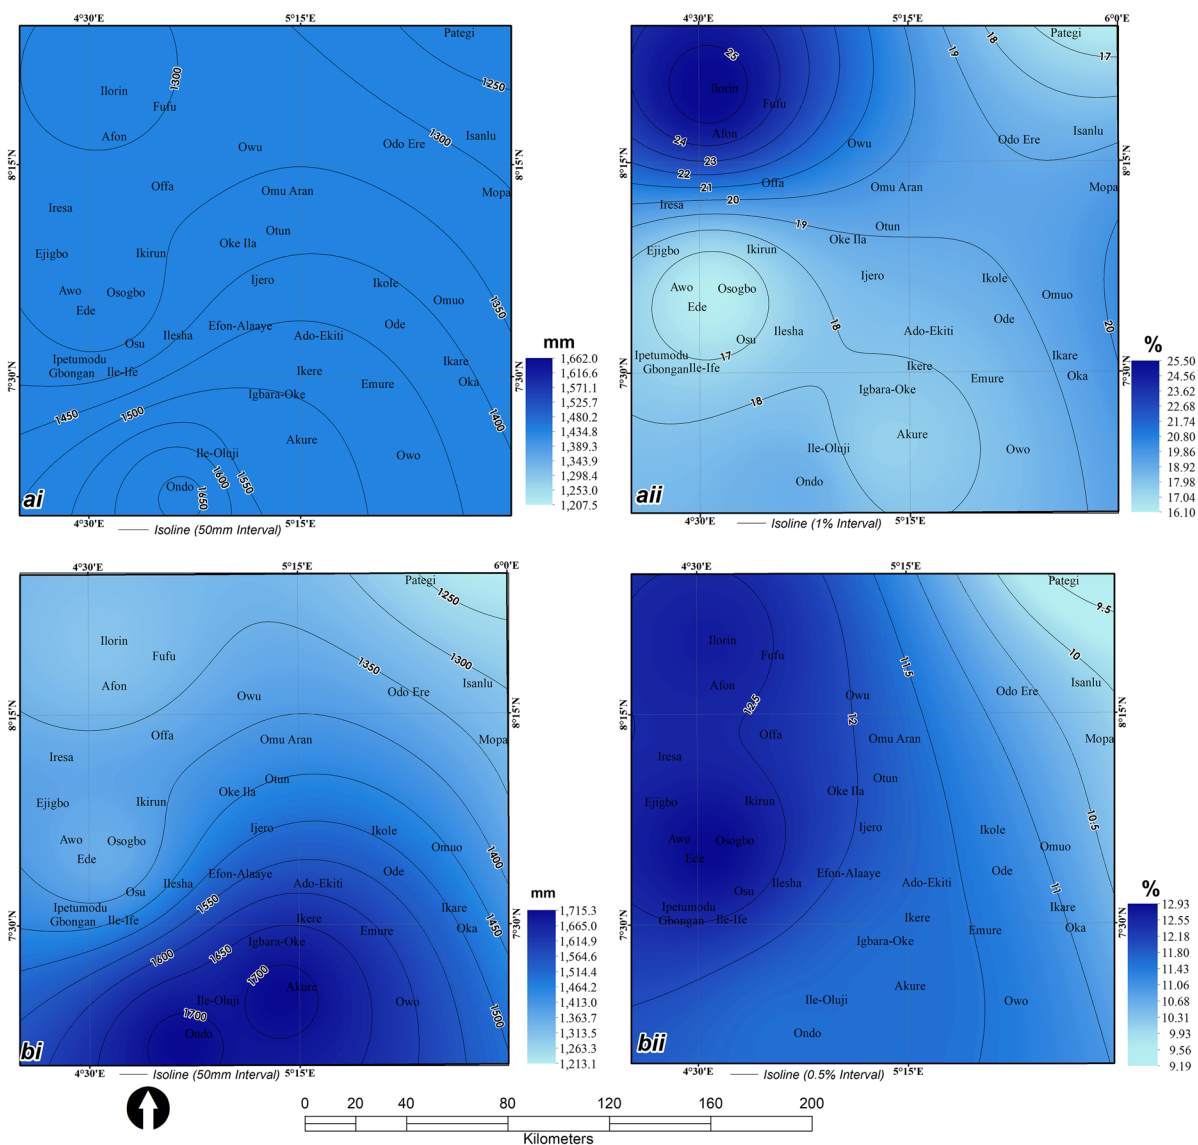 4°30'E 5°15'E
Pategi
1250
1300
Ilorin
Fufu
Afon
1300
Isanlu
Owu
Odo Ere
8°15'N
Offa
Omu Aran
Mopa
Iresa
Otun
Oke Ila
Ejigbo
Ikirun
Ijero
Ikole
Awo
Osogbo
Omuo
1350
Ede
Efon-Alaaye
Ode
Osu
Ilesha
Ado-Ekiti
Ipetumodu
Gbongan
Ile-Ife
Ikere
Emure
Ikare
Oka
7°30'N
Igbara-Oke
1450
1500
1400
Akure
Ile-Oluji
Owo
1600
1550
Ondo
1650
ai
4°30'E 5°15'E
Isoline (50mm Interval)
mm
1,662.0
1,616.6
1,571.1
1,525.7
1,480.2
1,434.8
1,389.3
1,343.9
1,298.4
1,253.0
1,207.5
4°30'E 5°15'E 6°0'E
Pategi
25
19
18
17
Ilorin
Fufu
Afon
24
Isanlu
Owu
Odo Ere
8°15'N
8°15'N
23
22
21
Offa
Omu Aran
Mopa
20
Iresa
19
Otun
Oke Ila
Ejigbo
Ikirun
Ijero
Ikole
Awo
Osogbo
Omuo
Ede
18
20
Ode
Osu
Ilesha
Ado-Ekiti
Ipetumodu
17
Gbongan
Ile-Ife
Ikere
Emure
Ikare
Oka
7°30'N
7°30'N
Igbara-Oke
18
Akure
Ile-Oluji
Owo
Ondo
aii
4°30'E 5°15'E
Isoline (1% Interval)
%
25.50
24.56
23.62
22.68
21.74
20.80
19.86
18.92
17.98
17.04
16.10
4°30'E 5°15'E 6°0'E
Pategi
1250
Ilorin
Fufu
1350
1300
Afon
Isanlu
Owu
Odo Ere
8°15'N
8°15'N
Offa
Omu Aran
Mopa
Iresa
Otun
Oke Ila
Ejigbo
Ikirun
Ijero
Ikole
Awo
Osogbo
Omuo
1400
Ede
Efon-Alaaye
Ode
Osu
Ilesha
Ado-Ekiti
Ipetumodu
1550
Gbongan
Ile-Ife
Ikere
Emure
Ikare
Oka
1450
7°30'N
7°30'N
Igbara-Oke
1600
1650
1700
Akure
Ile-Oluji
Owo
1700
1500
Ondo
bi
4°30'E 5°15'E
Isoline (50mm Interval)
mm
1,715.3
1,665.0
1,614.9
1,564.6
1,514.4
1,464.2
1,413.0
1,363.7
1,313.5
1,263.3
1,213.1
4°30'E 5°15'E
Pategi
9.5
Ilorin
Fufu
11.5
10
Afon
Isanlu
12.5
Owu
Odo Ere
8°15'N
8°15'N
12
Offa
Omu Aran
Mopa
Iresa
Otun
Oke Ila
Ejigbo
Ikirun
10.5
Ijero
Ikole
Awo
Osogbo
Omuo
Ede
Efon-Alaaye
Ode
Osu
Ilesha
Ado-Ekiti
11
Ipetumodu
Gbongan
Ile-Ife
Ikere
Emure
Ikare
Oka
7°30'N
7°30'N
Igbara-Oke
Akure
Ile-Oluji
Owo
Ondo
bii
4°30'E 5°15'E
Isoline (0.5% Interval)
%
12.93
12.55
12.18
11.80
11.43
11.06
10.68
10.31
9.93
9.56
9.19
0 20 40 80 120 160 200
Kilometers